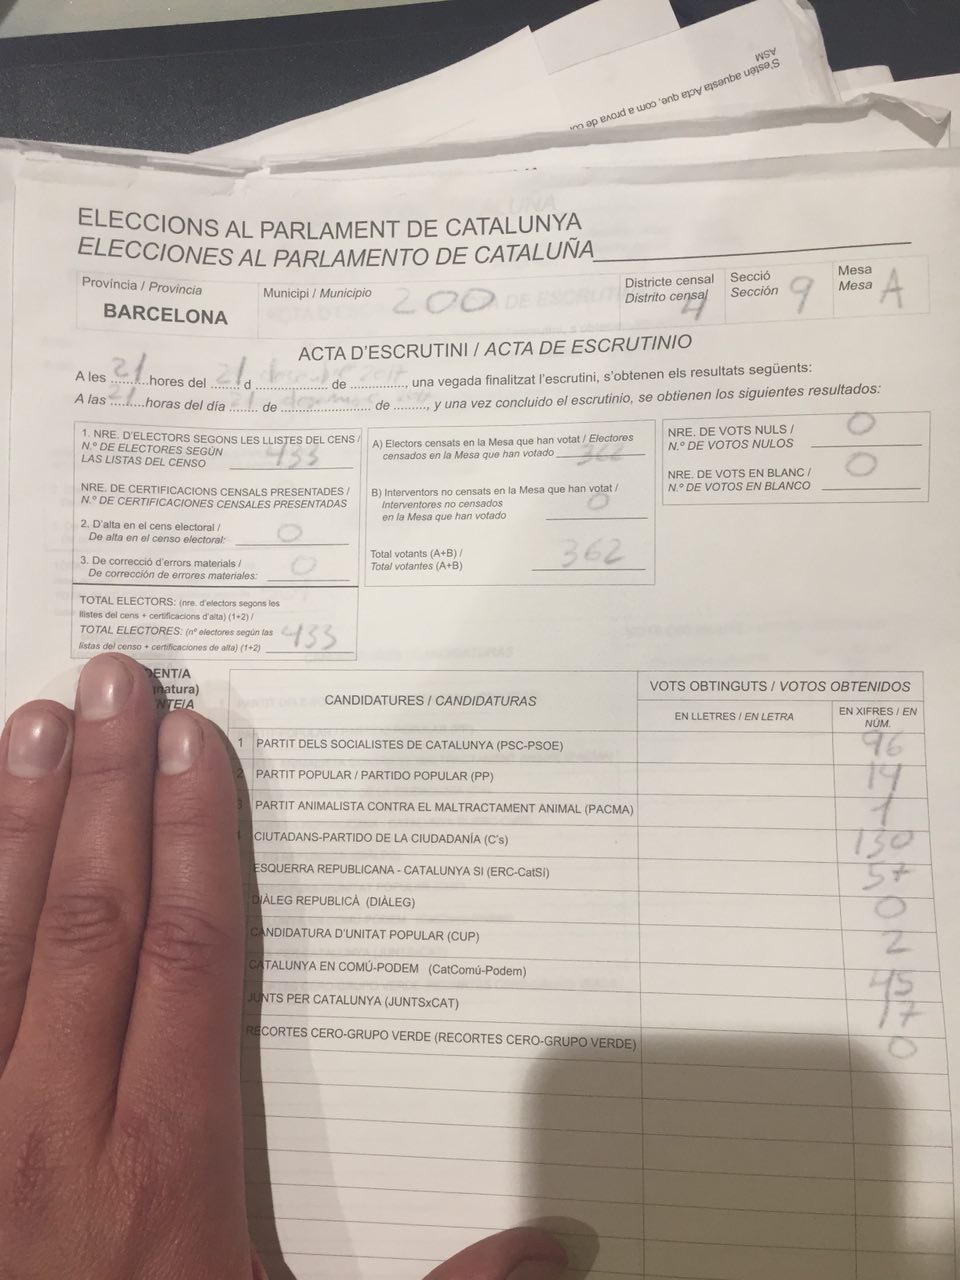 S'estén aquesta Acta que, com a prova de
ASM
ELECCIONS AL PARLAMENT DE CATALUNYA
ELECCIONES AL PARLAMENTO DE CATALUÑA
Província / Provincia
BARCELONA
Municipi / Municipio
200
Districte censal
Distrito censal
4
Secció
Sección
9
Mesa
Mesa
A
ACTA D'ESCRUTINI / ACTA DE ESCRUTINIO
A les 21 hores del 21 d desembre de 2017, una vegada finalitzat l'escrutini, s'obtenen els resultats següents:
A las 21 horas del día 21 de de, y una vez concluido el escrutinio, se obtienen los siguientes resultados:
1. NRE. D'ELECTORS SEGONS LES LLISTES DEL CENS /
N.º DE ELECTORES SEGÚN
LAS LISTAS DEL CENSO 433
NRE. DE CERTIFICACIONS CENSALS PRESENTADES /
N.º DE CERTIFICACIONES CENSALES PRESENTADAS
2. D'alta en el cens electoral /
De alta en el censo electoral: 0
3. De correcció d'errors materials /
De corrección de errores materiales: 0
TOTAL ELECTORS: (nre. d'electors segons les
llistes del cens + certificacions d'alta) (1+2) /
TOTAL ELECTORES: (nº electores según las
listas del censo + certificaciones de alta) (1+2) 433
A) Electors censats en la Mesa que han votat / Electores
censados en la Mesa que han votado 362
B) Interventors no censats en la Mesa que han votat /
Interventores no censados
en la Mesa que han votado 0
Total votants (A+B) /
Total votantes (A+B) 362
NRE. DE VOTS NULS /
N.º DE VOTOS NULOS 0
NRE. DE VOTS EN BLANC /
N.º DE VOTOS EN BLANCO 0
CANDIDATURES / CANDIDATURAS
VOTS OBTINGUTS / VOTOS OBTENIDOS
EN LLETRES / EN LETRA
EN XIFRES / EN
NÚM.
1 PARTIT DELS SOCIALISTES DE CATALUNYA (PSC-PSOE) 96
2 PARTIT POPULAR / PARTIDO POPULAR (PP) 14
3 PARTIT ANIMALISTA CONTRA EL MALTRACTAMENT ANIMAL (PACMA) 1
4 CIUTADANS-PARTIDO DE LA CIUDADANÍA (C's) 130
ESQUERRA REPUBLICANA - CATALUNYA SI (ERC-CatSí) 57
DIÀLEG REPUBLICÀ (DIÀLEG) 0
CANDIDATURA D'UNITAT POPULAR (CUP) 2
CATALUNYA EN COMÚ-PODEM (CatComú-Podem) 45
JUNTS PER CATALUNYA (JUNTSxCAT) 17
RECORTES CERO-GRUPO VERDE (RECORTES CERO-GRUPO VERDE) 0